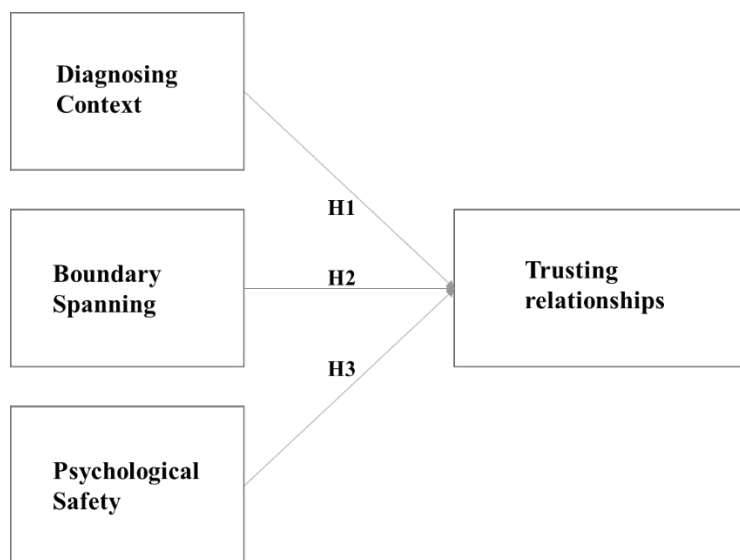 Diagnosing
Context
H1
Boundary
Spanning
H2
Trusting
relationships
H3
Psychological
Safety